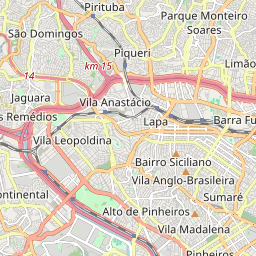 Pirituba
Parque Monteiro
Soares
São Domingos
Piqueri
km 15
Limão
14
Jaguara
Vila Anastácio
s Remédios
Lapa
Barra Fu
Vila Leopoldina
Bairro Siciliano
Vila Anglo-Brasileira
ontinental
Sumaré
Alto de Pinheiros
Vila Madalena
Pinheiros